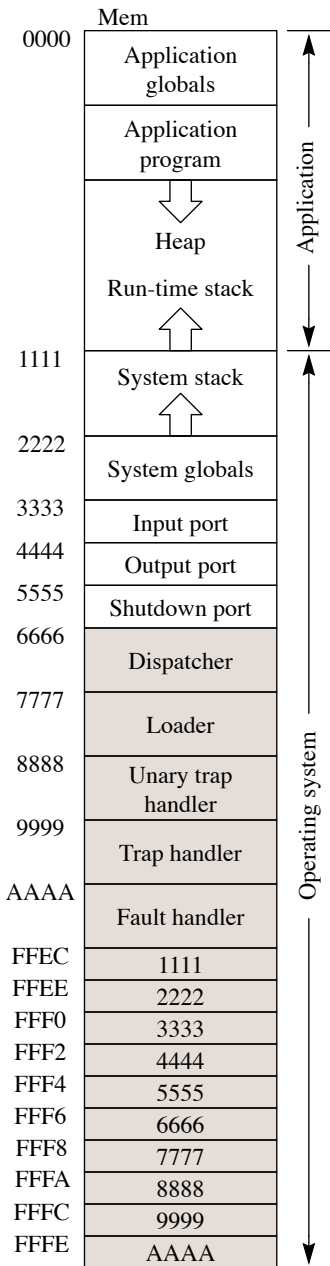 Mem
0000
Application
globals
Application
program
Heap
Run-time stack
Application
1111
System stack
2222
System globals
3333
Input port
4444
Output port
5555
Shutdown port
6666
Dispatcher
7777
Loader
8888
Unary trap
handler
9999
Trap handler
AAAA
Fault handler
Operating system
FFEC 1111
FFEE 2222
FFF0 3333
FFF2 4444
FFF4 5555
FFF6 6666
FFF8 7777
FFFA 8888
FFFC 9999
FFFE AAAA